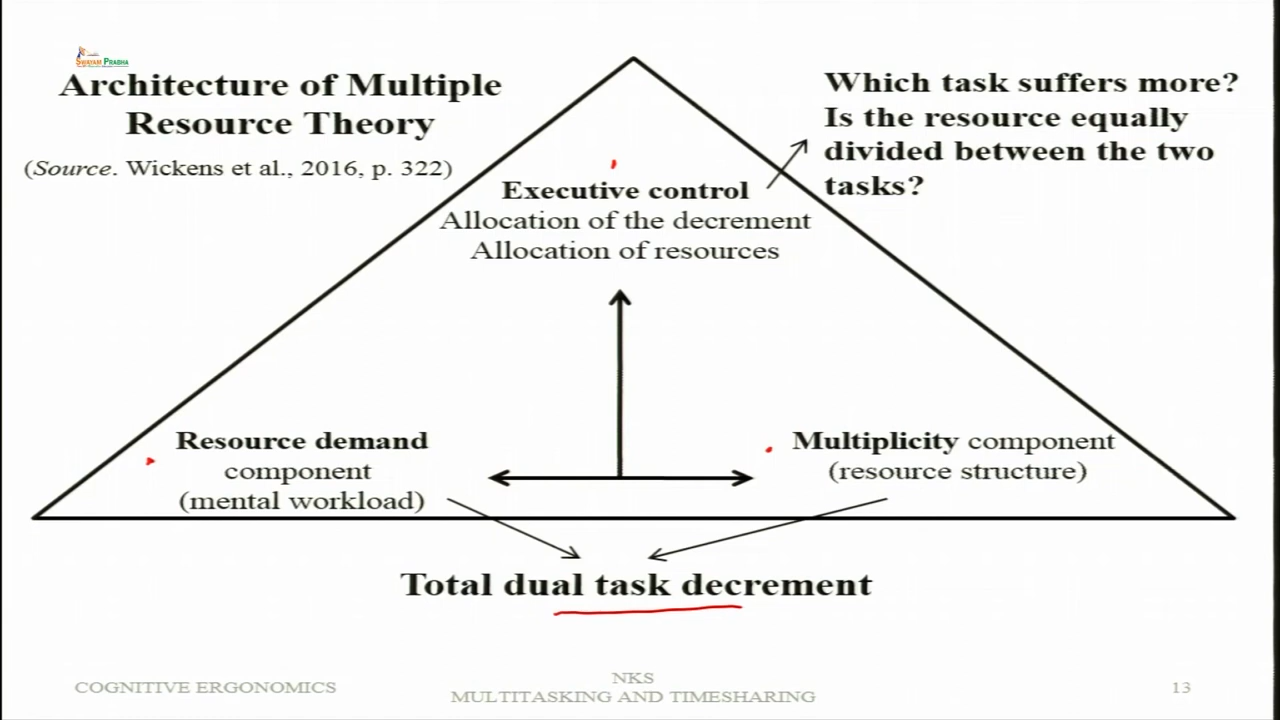 SWAYAM PRABHA
Architecture of Multiple
Resource Theory
(Source. Wickens et al., 2016, p. 322)
Which task suffers more?
Is the resource equally
divided between the two
tasks?
Executive control
Allocation of the decrement
Allocation of resources
Resource demand
component
(mental workload)
Multiplicity component
(resource structure)
Total dual task decrement
COGNITIVE ERGONOMICS
NKS
MULTITASKING AND TIMESHARING
13